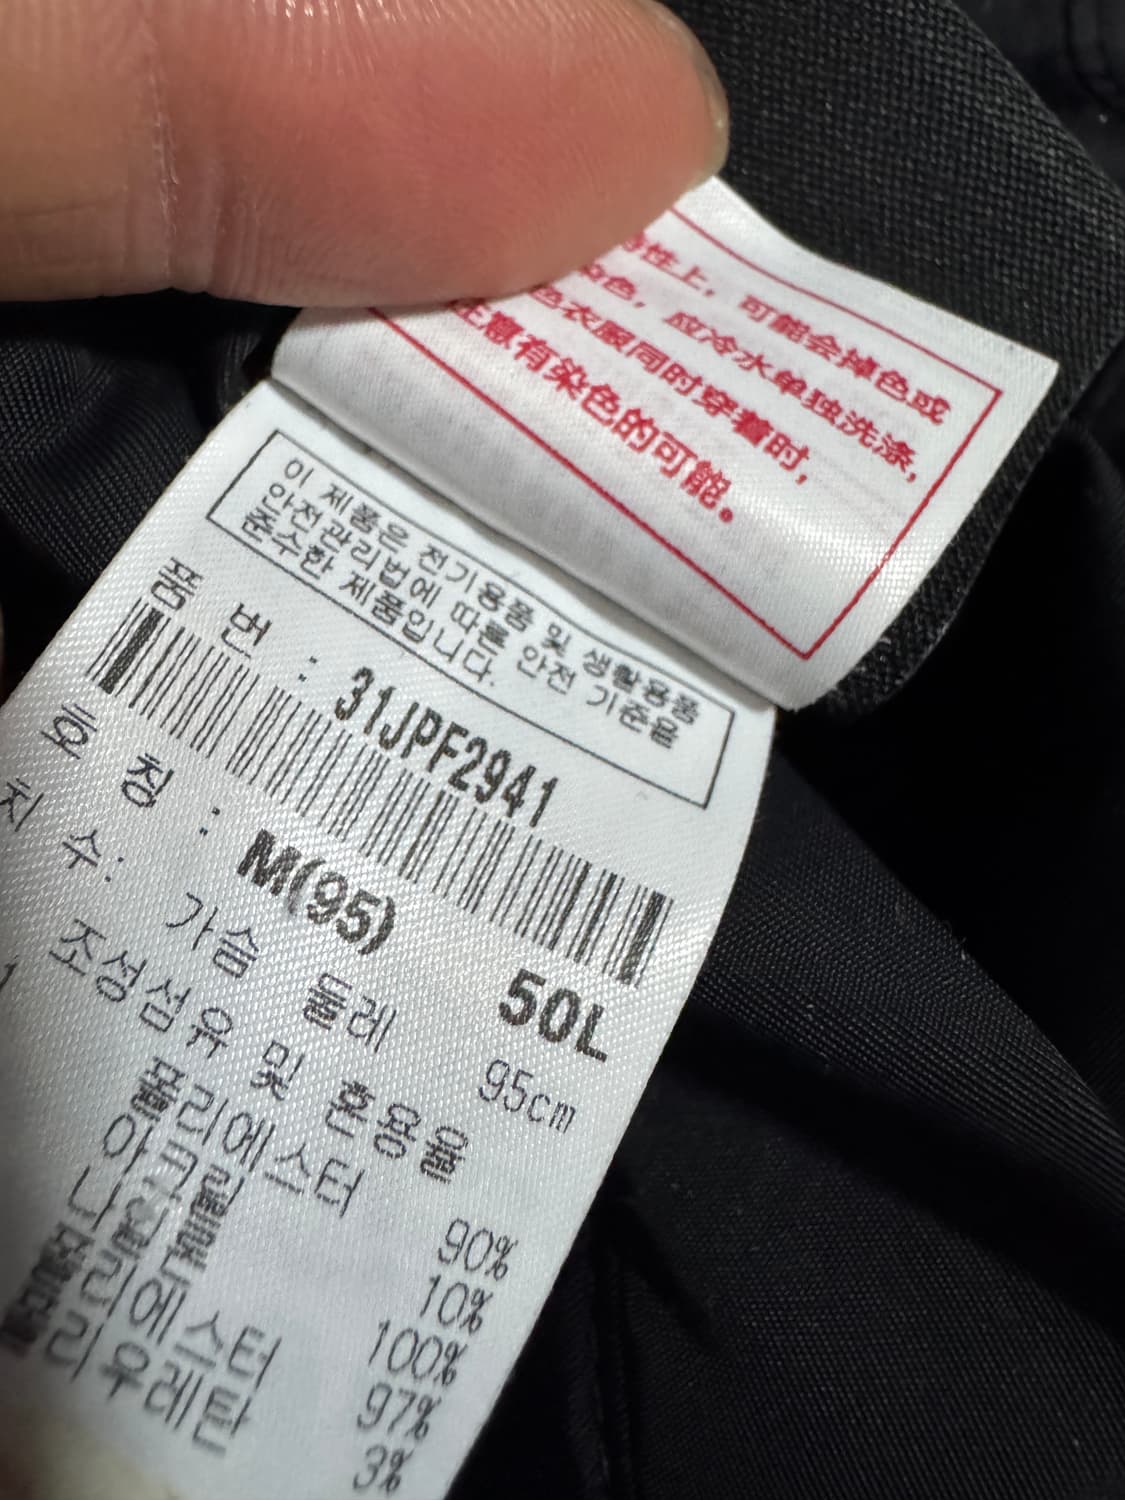 性上，可能会掉色或
色，应冷水单独洗涤，
色衣服同时穿着时，
注意有染色的可能。
이 제품은 전기용품 및 생활용품
안전관리법에 따른 안전 기준을
준수한 제품입니다.
품 번 : 31JPF2941
호 칭 : M(95) 50L
치 수: 가슴 둘레 95cm
조성섬유 및 혼용율
폴리에스터 90%
아크릴 10%
나일론 100%
폴리에스터 97%
폴리우레탄 3%